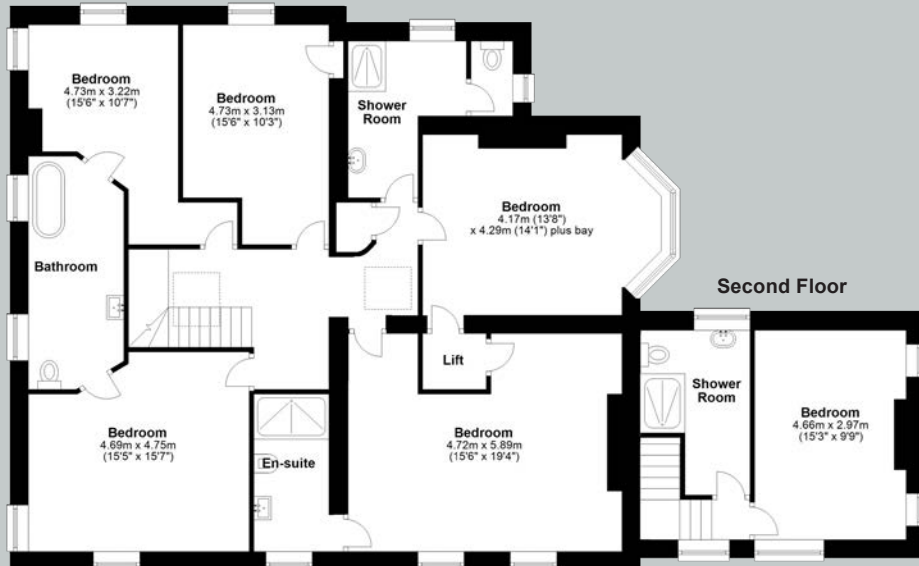 Bedroom
4.73m x 3.22m
(15'6" x 10'7")
Bedroom
4.73m x 3.13m
(15'6" x 10'3")
Shower
Room
Bedroom
4.17m (13'8")
x 4.29m (14'1") plus bay
Bathroom
Lift
Bedroom
4.69m x 4.75m
(15'5" x 15'7")
En-suite
Bedroom
4.72m x 5.89m
(15'6" x 19'4")
Second Floor
Shower
Room
Bedroom
4.66m x 2.97m
(15'3" x 9'9")